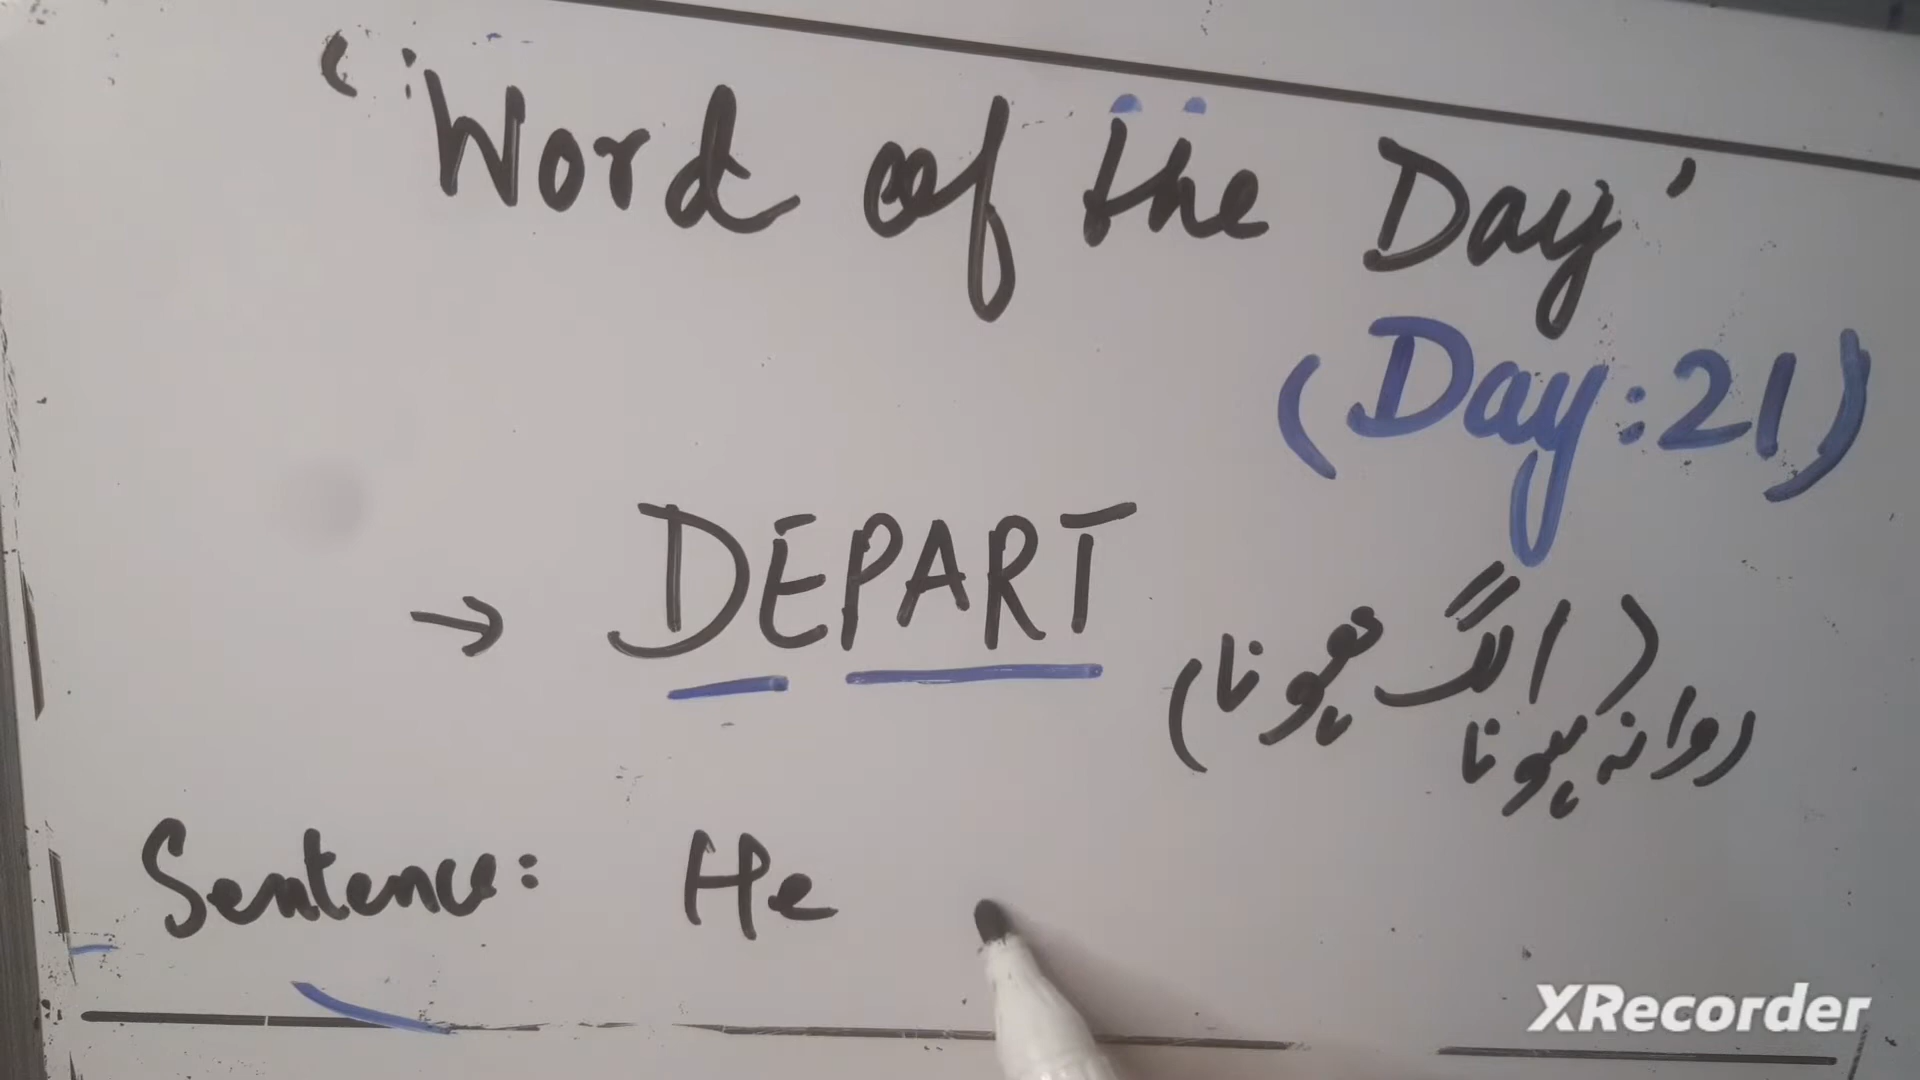 'Word of the Day'
(Day:21)
→ DEPART
(الگ ہونا)
روانہ ہونا
Sentence: He
XRecorder